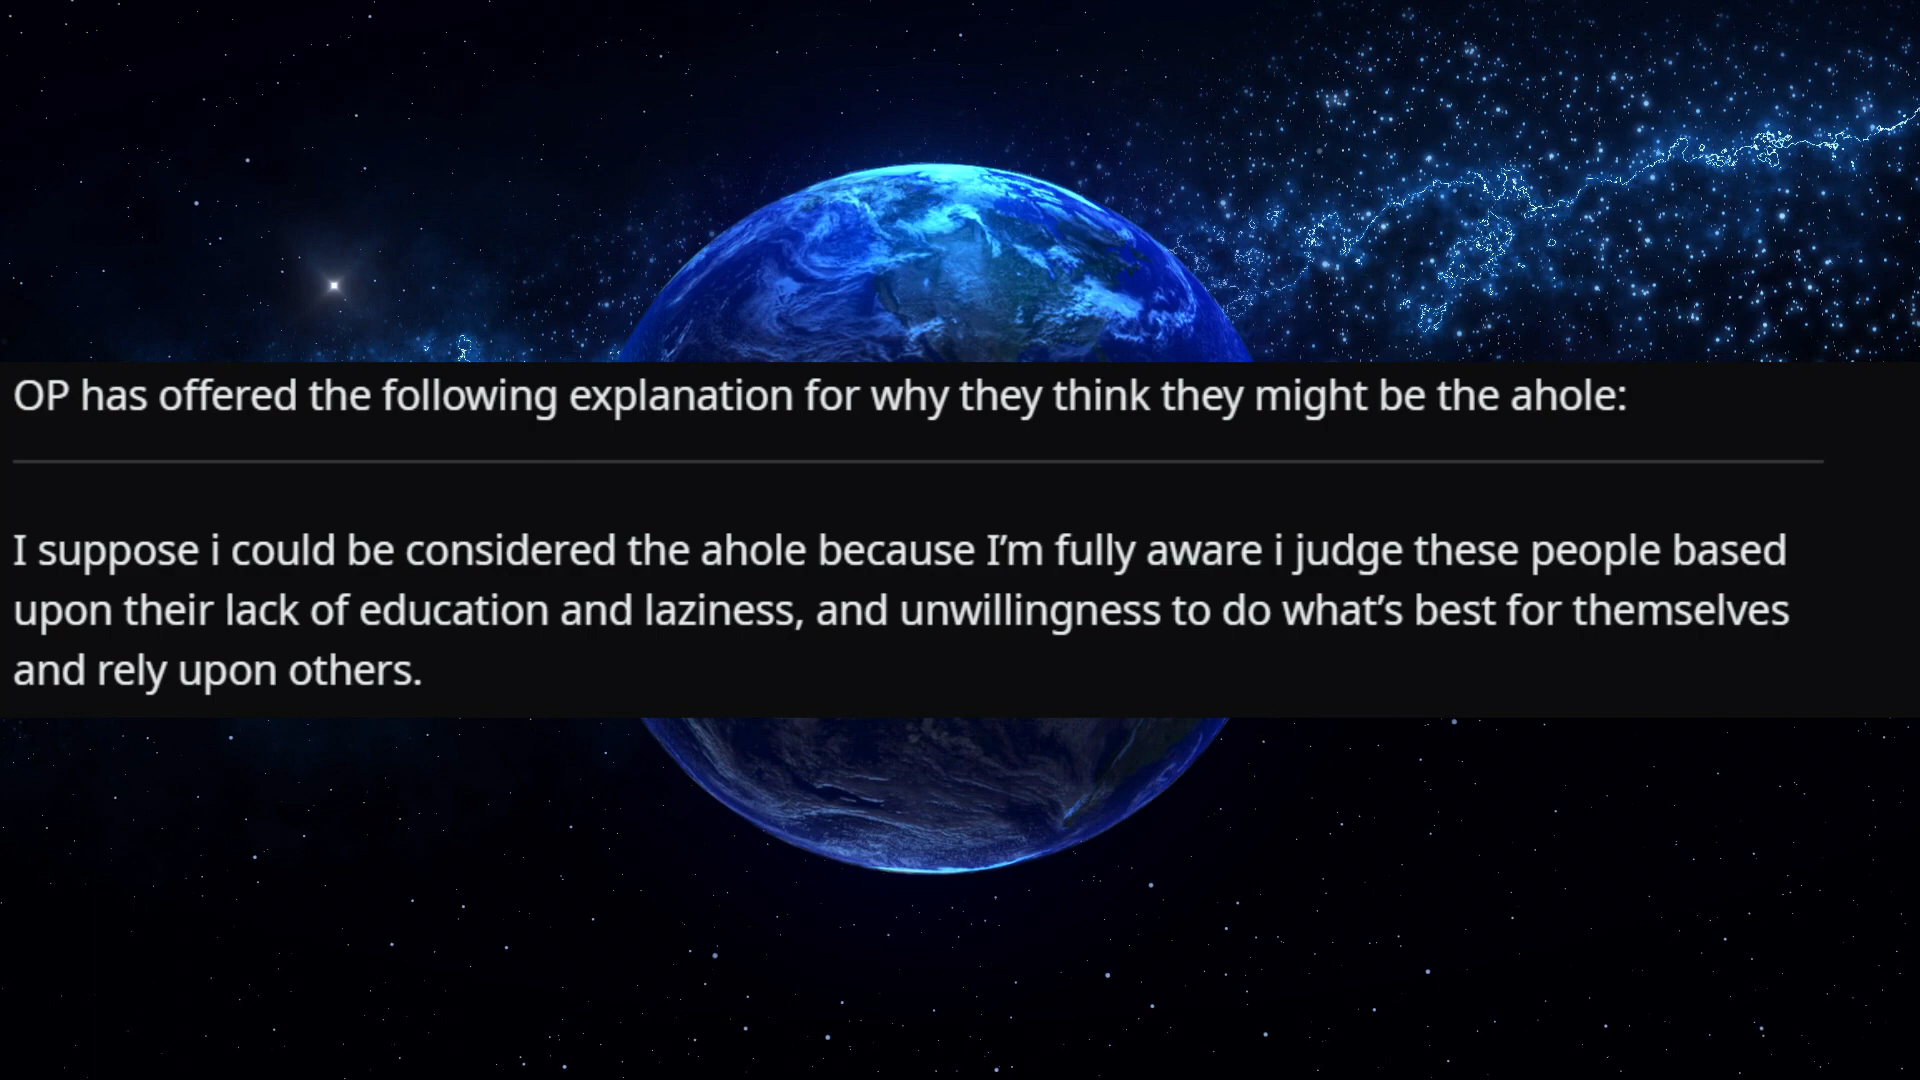 OP has offered the following explanation for why they think they might be the ahole:
I suppose i could be considered the ahole because I’m fully aware i judge these people based
upon their lack of education and laziness, and unwillingness to do what’s best for themselves
and rely upon others.